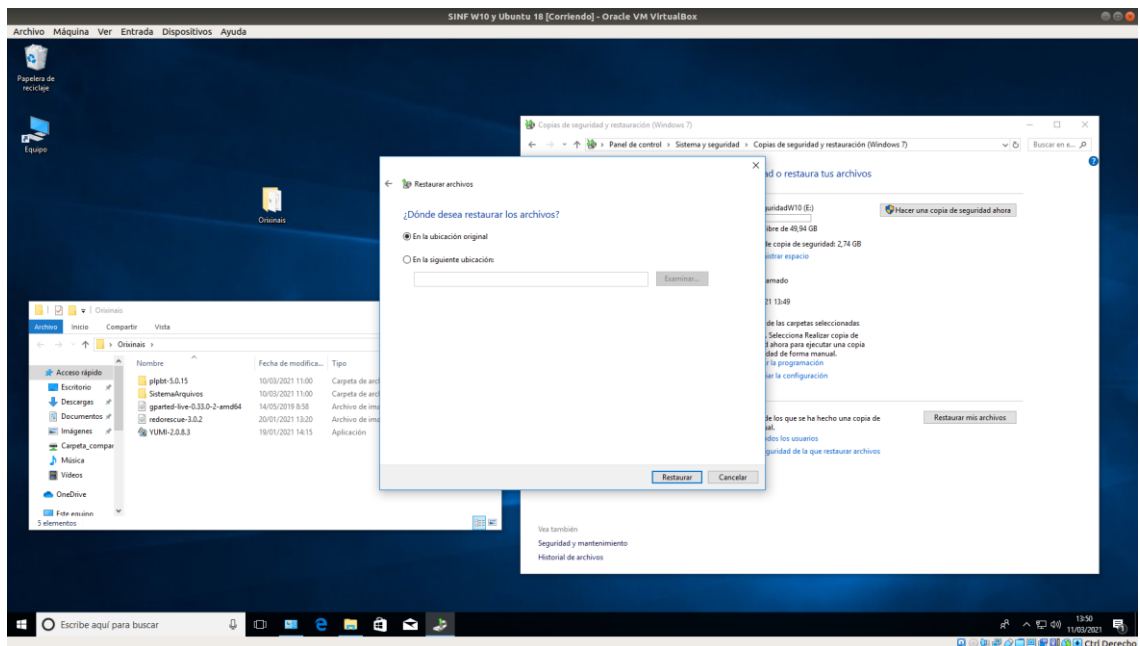 SINF W10 y Ubuntu 18 [Corriendo] - Oracle VM VirtualBox
Archivo Máquina Ver Entrada Dispositivos Ayuda
Papelera de
reciclaje
Equipo
Orixinais
Copias de seguridad y restauración (Windows 7)
Panel de control › Sistema y seguridad › Copias de seguridad y restauración (Windows 7)
Buscar en e...
ad o restaura tus archivos
guridadW10 (E:)
Hacer una copia de seguridad ahora
ibre de 49,94 GB
de copia de seguridad: 2,74 GB
istrar espacio
amado
21 13:49
de las carpetas seleccionadas
. Selecciona Realizar copia de
d ahora para ejecutar una copia
dad de forma manual.
r la programación
iar la configuración
de los que se ha hecho una copia de
ual.
Restaurar mis archivos
dos los usuarios
guridad de la que restaurar archivos
Vea también
Seguridad y mantenimiento
Historial de archivos
Restaurar archivos
¿Dónde desea restaurar los archivos?
En la ubicación original
En la siguiente ubicación:
Examinar...
Restaurar Cancelar
Orixinais
Archivo Inicio Compartir Vista
Orixinais ›
Nombre Fecha de modifica... Tipo
Acceso rápido
Escritorio
Descargas
Documentos
Imágenes
Carpeta_compar
Música
Vídeos
OneDrive
Este equipo
plpbt-5.0.15 10/03/2021 11:00 Carpeta de arc
SistemaArquivos 10/03/2021 11:00 Carpeta de arc
gparted-live-0.33.0-2-amd64 14/05/2019 8:58 Archivo de ima
redorescue-3.0.2 20/01/2021 13:20 Archivo de ima
YUMI-2.0.8.3 19/01/2021 14:15 Aplicación
5 elementos
Escribe aquí para buscar
13:50
11/03/2021
Ctrl Derecho